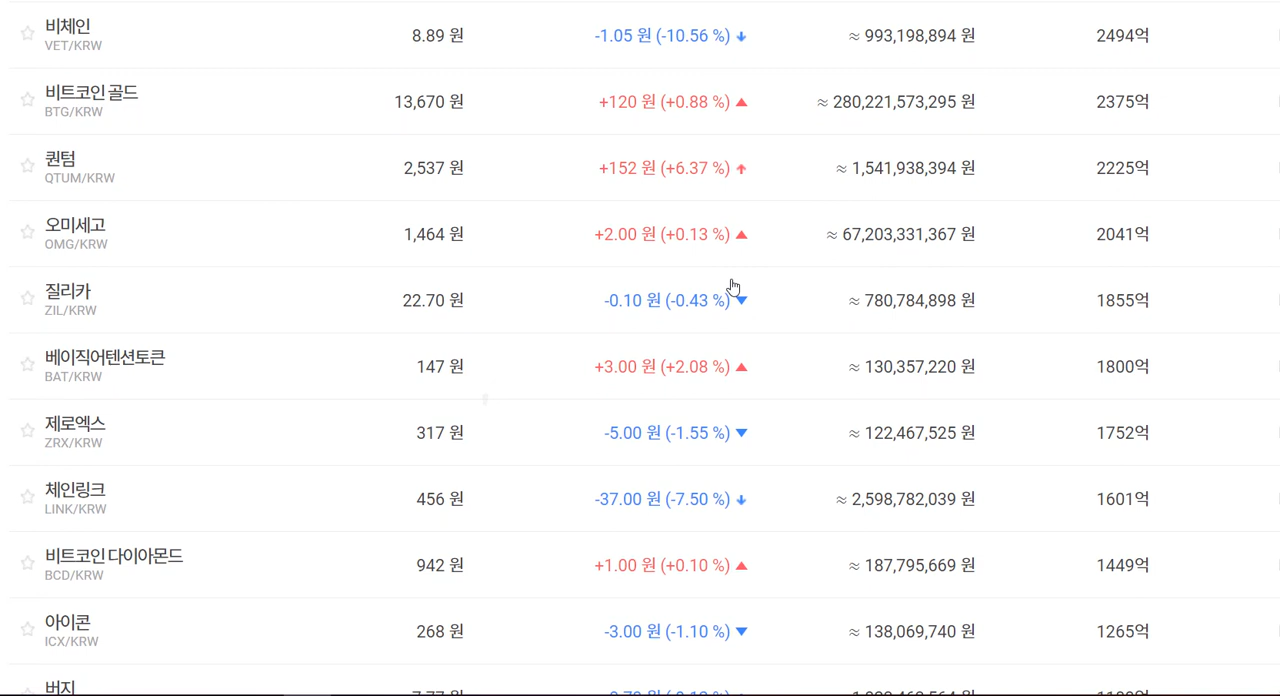 비체인 8.89 원 -1.05 원 (-10.56 %) ≈ 993,198,894 원 2494억
VET/KRW
비트코인 골드 13,670 원 +120 원 (+0.88 %) ≈ 280,221,573,295 원 2375억
BTG/KRW
퀀텀 2,537 원 +152 원 (+6.37 %) ≈ 1,541,938,394 원 2225억
QTUM/KRW
오미세고 1,464 원 +2.00 원 (+0.13 %) ≈ 67,203,331,367 원 2041억
OMG/KRW
질리카 22.70 원 -0.10 원 (-0.43 %) ≈ 780,784,898 원 1855억
ZIL/KRW
베이직어텐션토큰 147 원 +3.00 원 (+2.08 %) ≈ 130,357,220 원 1800억
BAT/KRW
제로엑스 317 원 -5.00 원 (-1.55 %) ≈ 122,467,525 원 1752억
ZRX/KRW
체인링크 456 원 -37.00 원 (-7.50 %) ≈ 2,598,782,039 원 1601억
LINK/KRW
비트코인 다이아몬드 942 원 +1.00 원 (+0.10 %) ≈ 187,795,669 원 1449억
BCD/KRW
아이콘 268 원 -3.00 원 (-1.10 %) ≈ 138,069,740 원 1265억
ICX/KRW
버지